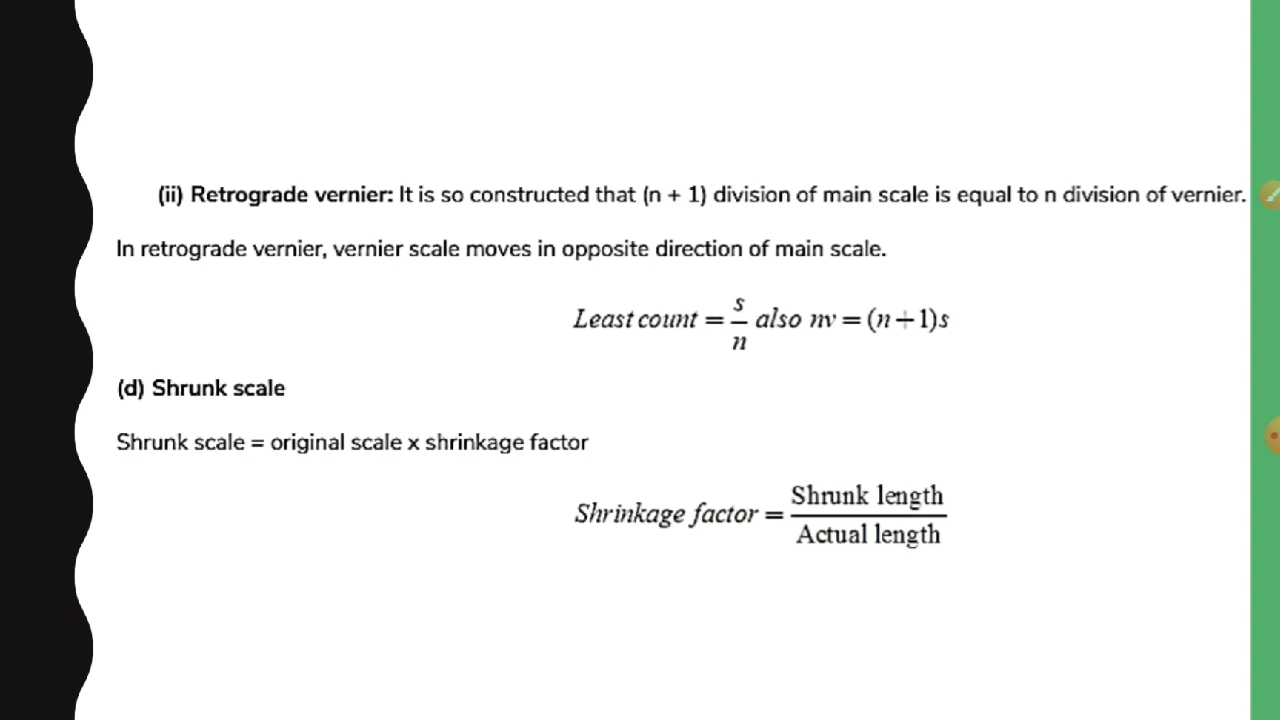 (ii) Retrograde vernier: It is so constructed that (n + 1) division of main scale is equal to n division of vernier.
In retrograde vernier, vernier scale moves in opposite direction of main scale.
Least count = s/n also nv = (n+1)s
(d) Shrunk scale
Shrunk scale = original scale x shrinkage factor
Shrinkage factor = Shrunk length / Actual length